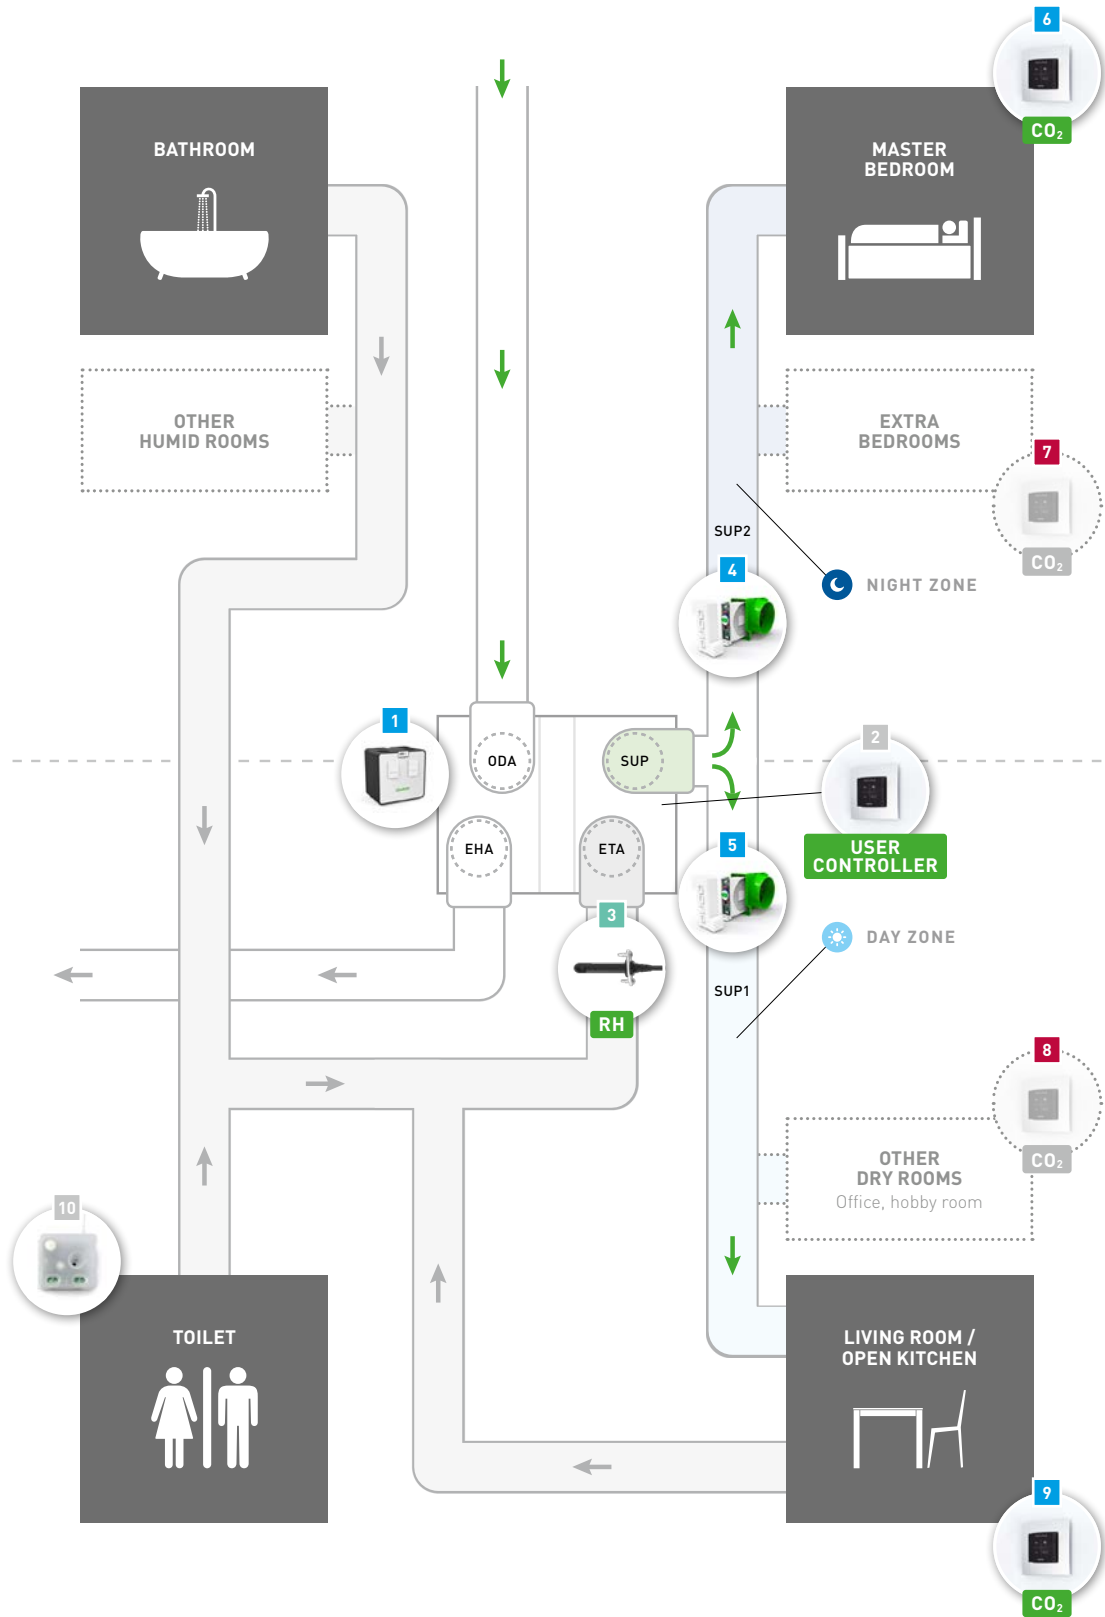 6
CO₂
BATHROOM
MASTER
BEDROOM
OTHER
HUMID ROOMS
EXTRA
BEDROOMS
7
CO₂
SUP2
4
NIGHT ZONE
1
2
ODA
SUP
USER
CONTROLLER
EHA
ETA
5
3
DAY ZONE
SUP1
RH
8
CO₂
OTHER
DRY ROOMS
Office, hobby room
10
TOILET
LIVING ROOM /
OPEN KITCHEN
9
CO₂